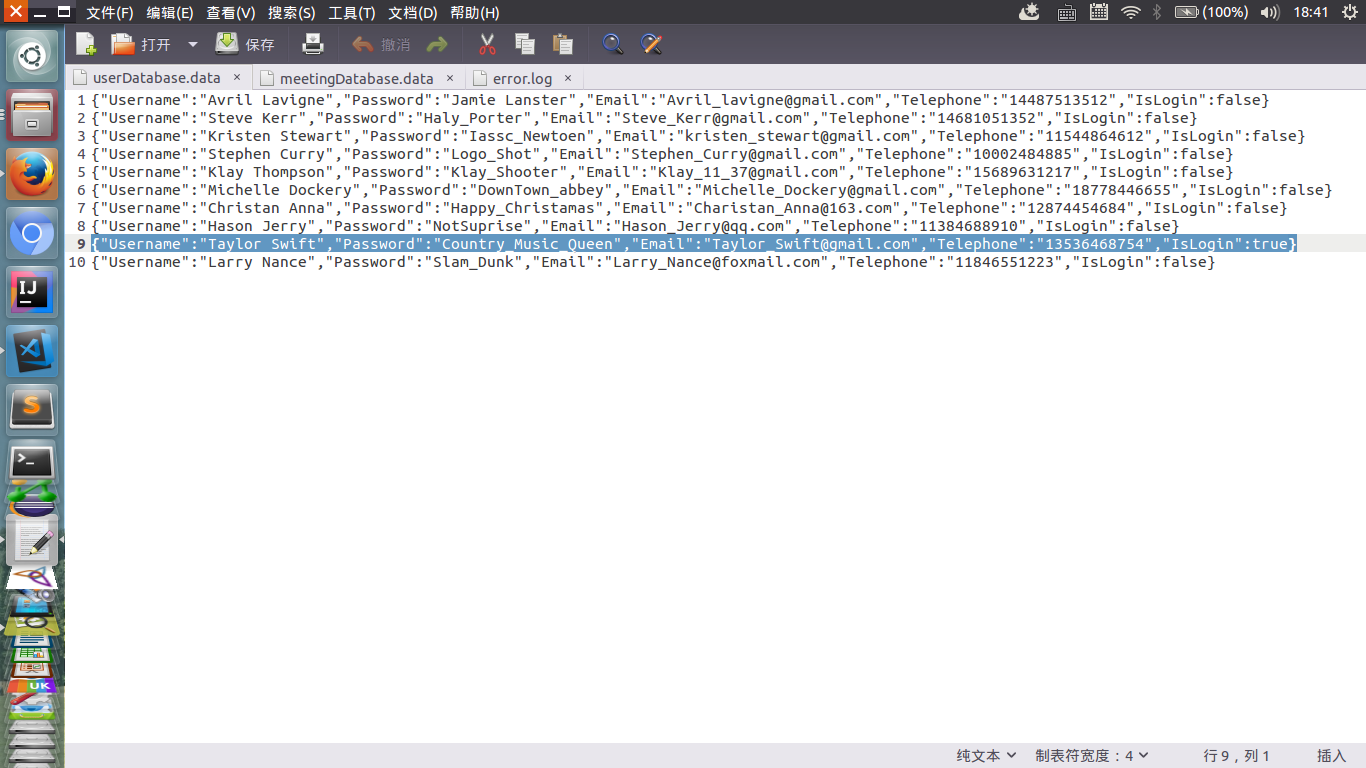 文件(F) 编辑(E) 查看(V) 搜索(S) 工具(T) 文档(D) 帮助(H) (100%) 18:41
打开 保存 撤消
userDatabase.data × meetingDatabase.data × error.log ×
1 {"Username":"Avril Lavigne","Password":"Jamie Lanster","Email":"Avril_lavigne@gmail.com","Telephone":"14487513512","IsLogin":false}
2 {"Username":"Steve Kerr","Password":"Haly_Porter","Email":"Steve_Kerr@gmail.com","Telephone":"14681051352","IsLogin":false}
3 {"Username":"Kristen Stewart","Password":"Iassc_Newtoen","Email":"kristen_stewart@gmail.com","Telephone":"11544864612","IsLogin":false}
4 {"Username":"Stephen Curry","Password":"Logo_Shot","Email":"Stephen_Curry@gmail.com","Telephone":"10002484885","IsLogin":false}
5 {"Username":"Klay Thompson","Password":"Klay_Shooter","Email":"Klay_11_37@gmail.com","Telephone":"15689631217","IsLogin":false}
6 {"Username":"Michelle Dockery","Password":"DownTown_abbey","Email":"Michelle_Dockery@gmail.com","Telephone":"18778446655","IsLogin":false}
7 {"Username":"Christan Anna","Password":"Happy_Christamas","Email":"Charistan_Anna@163.com","Telephone":"12874454684","IsLogin":false}
8 {"Username":"Hason Jerry","Password":"NotSuprise","Email":"Hason_Jerry@qq.com","Telephone":"11384688910","IsLogin":false}
9 {"Username":"Taylor Swift","Password":"Country_Music_Queen","Email":"Taylor_Swift@gmail.com","Telephone":"13536468754","IsLogin":true}
10 {"Username":"Larry Nance","Password":"Slam_Dunk","Email":"Larry_Nance@foxmail.com","Telephone":"11846551223","IsLogin":false}
IJ
S
>_
UK
纯文本 制表符宽度：4 行 9，列 1 插入